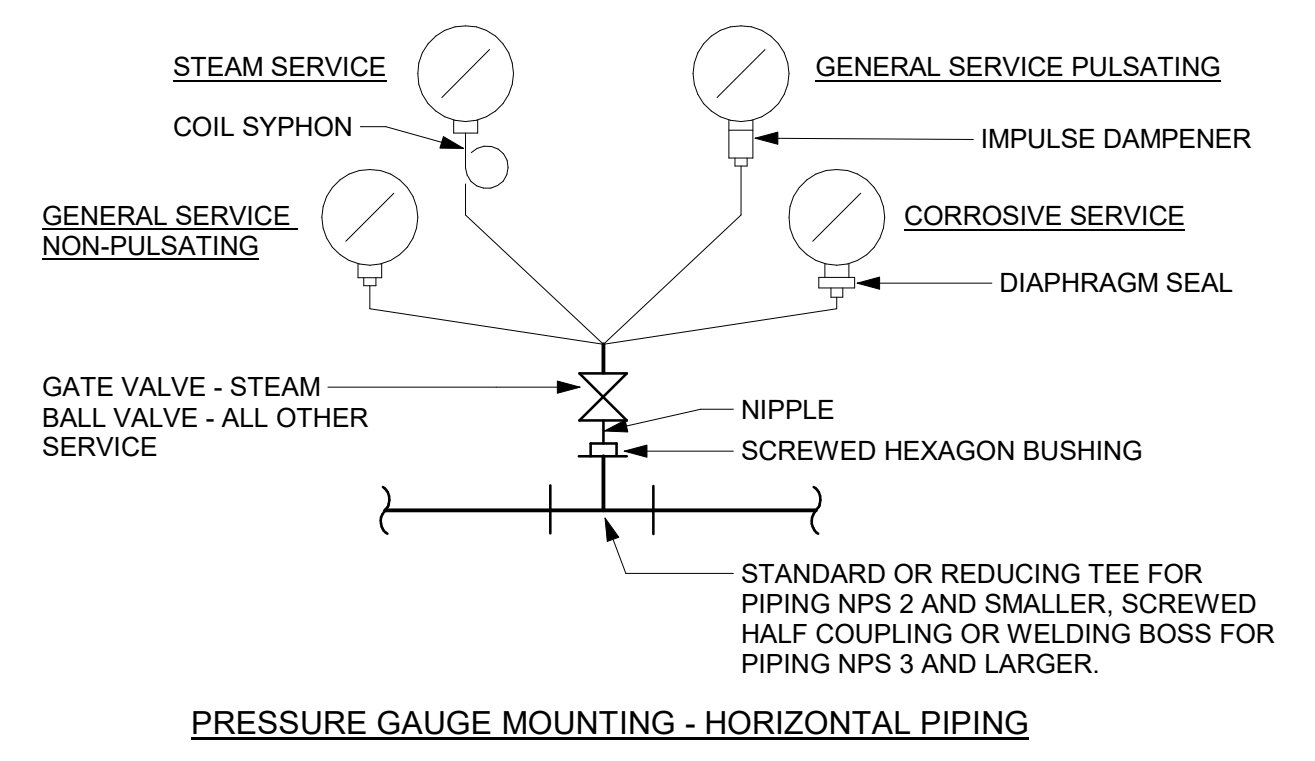 STEAM SERVICE
GENERAL SERVICE PULSATING
COIL SYPHON
IMPULSE DAMPENER
GENERAL SERVICE
NON-PULSATING
CORROSIVE SERVICE
DIAPHRAGM SEAL
GATE VALVE - STEAM
BALL VALVE - ALL OTHER
SERVICE
NIPPLE
SCREWED HEXAGON BUSHING
STANDARD OR REDUCING TEE FOR
PIPING NPS 2 AND SMALLER, SCREWED
HALF COUPLING OR WELDING BOSS FOR
PIPING NPS 3 AND LARGER.
PRESSURE GAUGE MOUNTING - HORIZONTAL PIPING